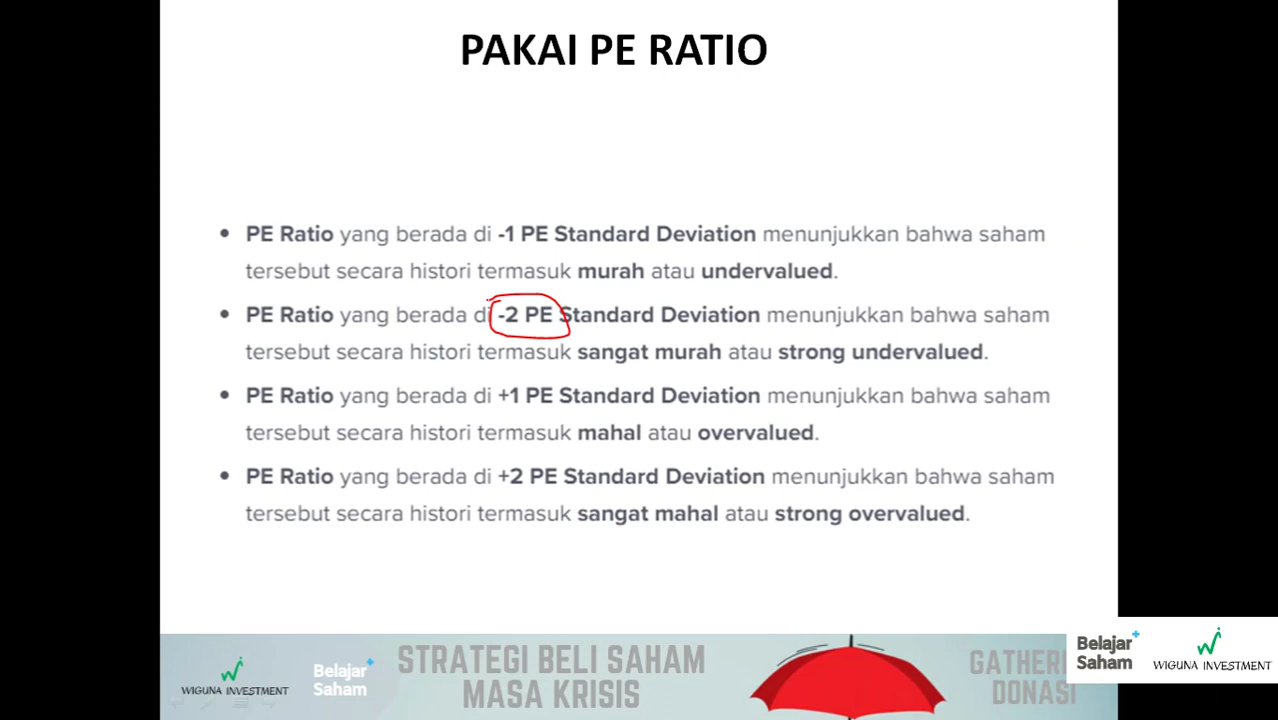 PAKAI PE RATIO
• PE Ratio yang berada di -1 PE Standard Deviation menunjukkan bahwa saham
tersebut secara histori termasuk murah atau undervalued.
• PE Ratio yang berada di -2 PE Standard Deviation menunjukkan bahwa saham
tersebut secara histori termasuk sangat murah atau strong undervalued.
• PE Ratio yang berada di +1 PE Standard Deviation menunjukkan bahwa saham
tersebut secara histori termasuk mahal atau overvalued.
• PE Ratio yang berada di +2 PE Standard Deviation menunjukkan bahwa saham
tersebut secara histori termasuk sangat mahal atau strong overvalued.
WIGUNA INVESTMENT
Belajar+
Saham
STRATEGI BELI SAHAM
MASA KRISIS
DONASI
Belajar+
Saham
WIGUNA INVESTMENT